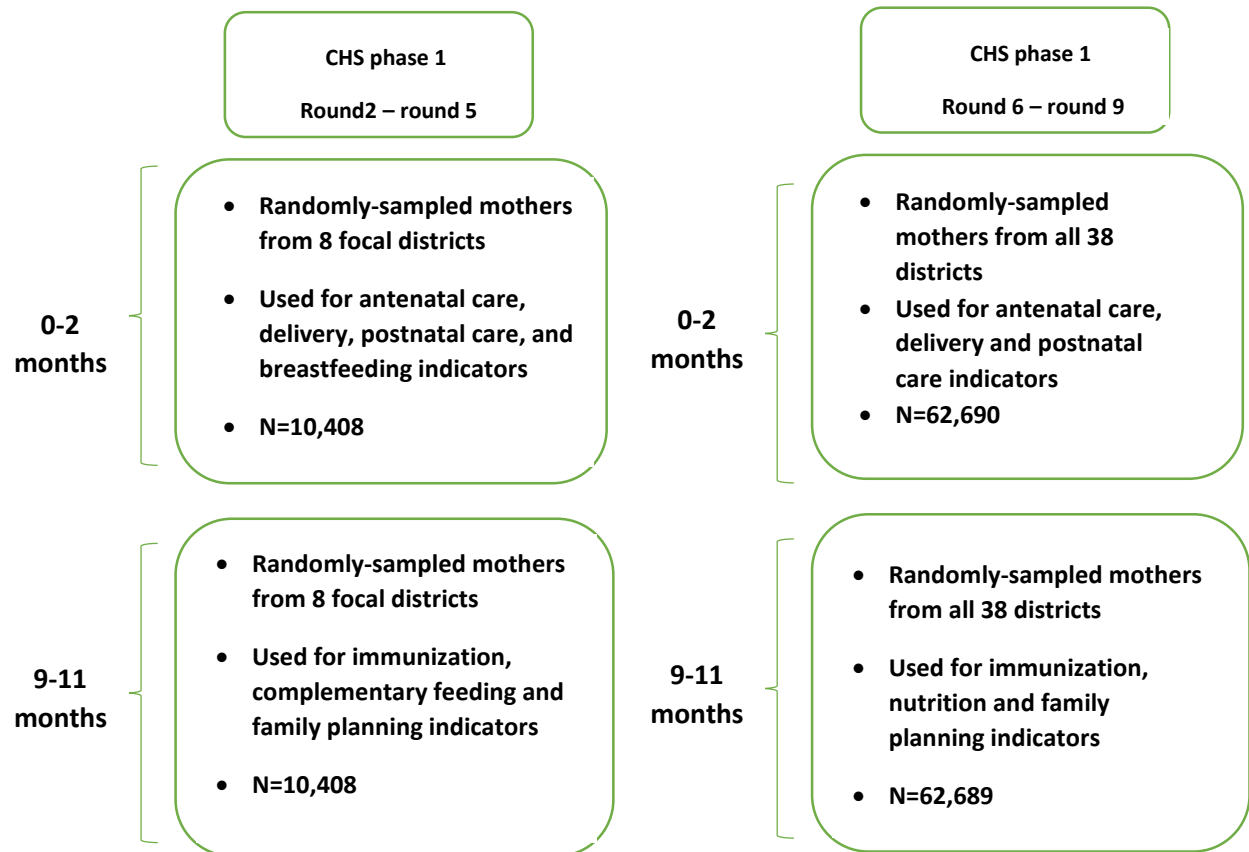 CHS phase 1
Round2 – round 5
0-2
months
• Randomly-sampled mothers
from 8 focal districts
• Used for antenatal care,
delivery, postnatal care, and
breastfeeding indicators
• N=10,408
9-11
months
• Randomly-sampled mothers
from 8 focal districts
• Used for immunization,
complementary feeding and
family planning indicators
• N=10,408
CHS phase 1
Round 6 – round 9
0-2
months
• Randomly-sampled
mothers from all 38
districts
• Used for antenatal care,
delivery and postnatal
care indicators
• N=62,690
9-11
months
• Randomly-sampled mothers
from all 38 districts
• Used for immunization,
nutrition and family
planning indicators
• N=62,689